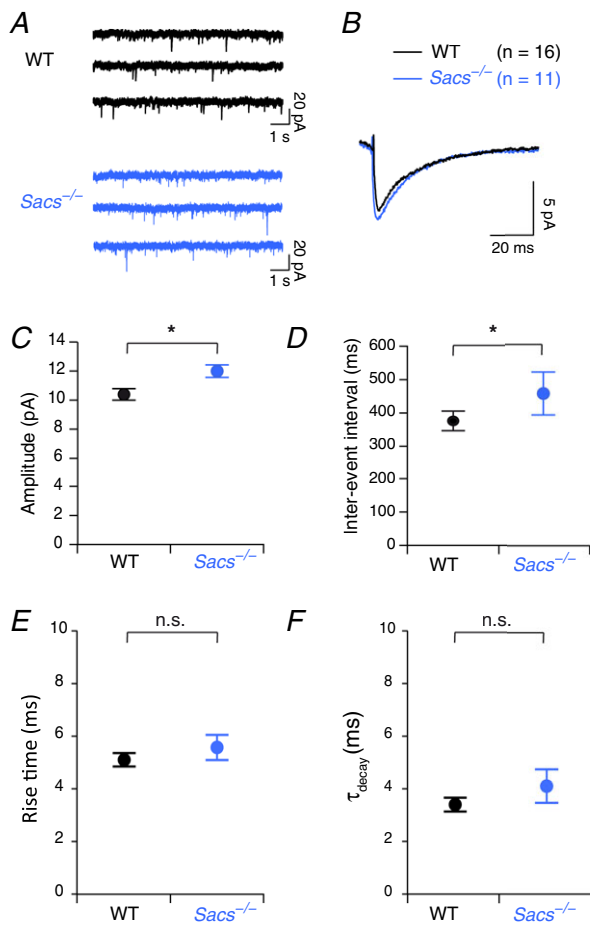 A
WT
20 pA
1 s
Sacs−/−
20 pA
1 s
B
WT (n = 16)
Sacs−/− (n = 11)
5 pA
20 ms
C
*
Amplitude (pA)
14
12
10
8
6
4
2
0
WT
Sacs−/−
D
*
Inter-event interval (ms)
600
500
400
300
200
100
0
WT
Sacs−/−
E
n.s.
Rise time (ms)
10
8
6
4
2
0
WT
Sacs−/−
F
n.s.
τdecay (ms)
10
8
6
4
2
0
WT
Sacs−/−